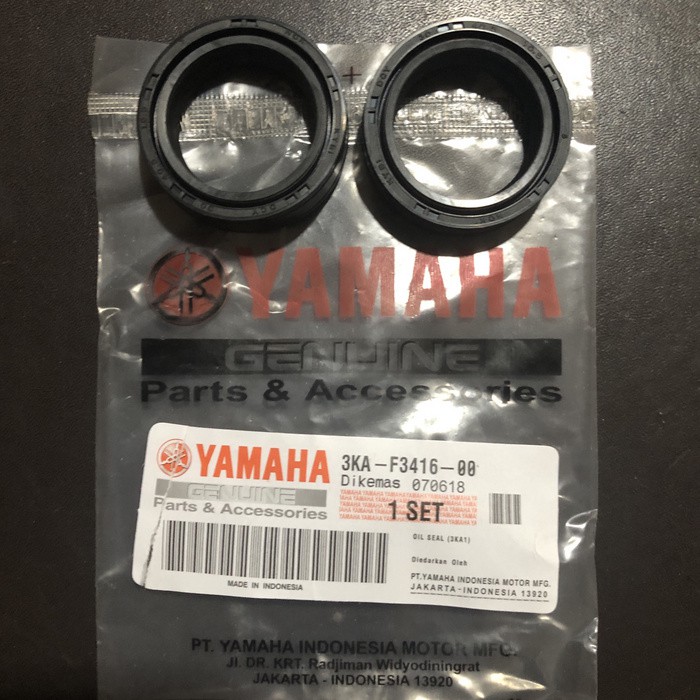 YAMAHA
GENUINE
Parts & Accessories
YAMAHA
GENUINE
Parts & Accessories
3KA-F3416-00
Dikemas 070618
1 SET
OIL SEAL (3KA1)
Diedarkan Oleh
PT.YAMAHA INDONESIA MOTOR MFG.
JAKARTA-INDONESIA 13920
MADE IN INDONESIA
PT. YAMAHA INDONESIA MOTOR MFG.
Jl. DR. KRT. Radjiman Widyodiningrat
JAKARTA - INDONESIA 13920